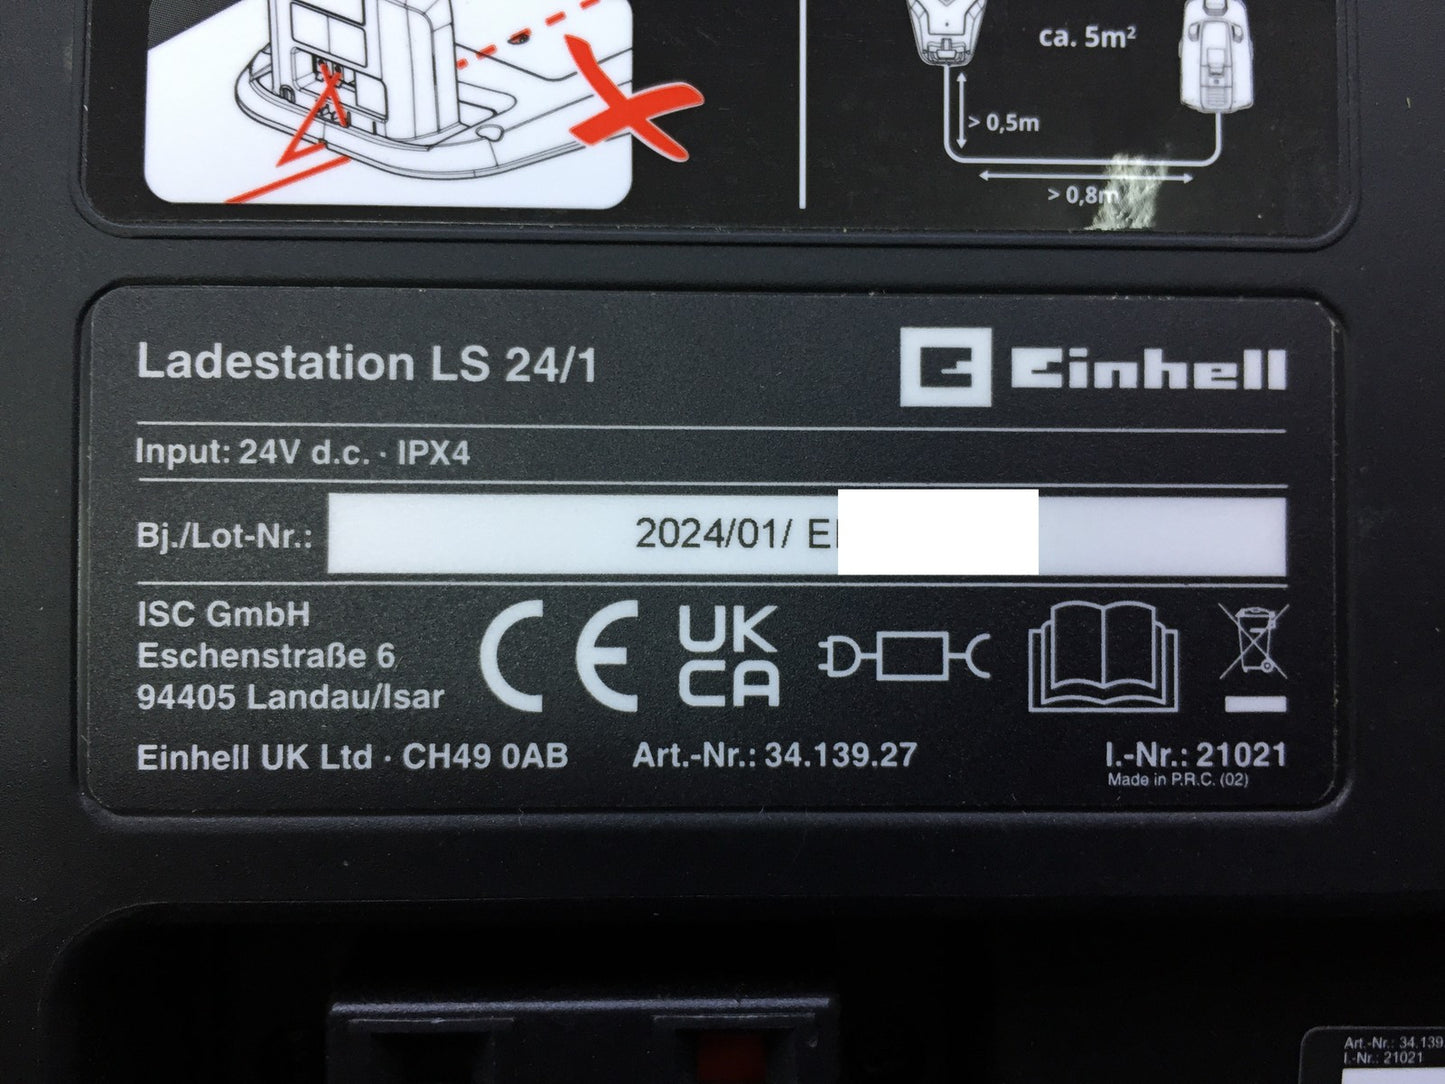 ca. 5m²
> 0,5m
> 0,8m
Ladestation LS 24/1
Einhell
Input: 24V d.c. · IPX4
Bj./Lot-Nr.: 2024/01/ E
ISC GmbH
Eschenstraße 6
94405 Landau/Isar
CE
UK
CA
Einhell UK Ltd · CH49 0AB Art.-Nr.: 34.139.27 I.-Nr.: 21021
Made in P.R.C. (02)
Art.-Nr.: 34.139
I.-Nr.: 21021